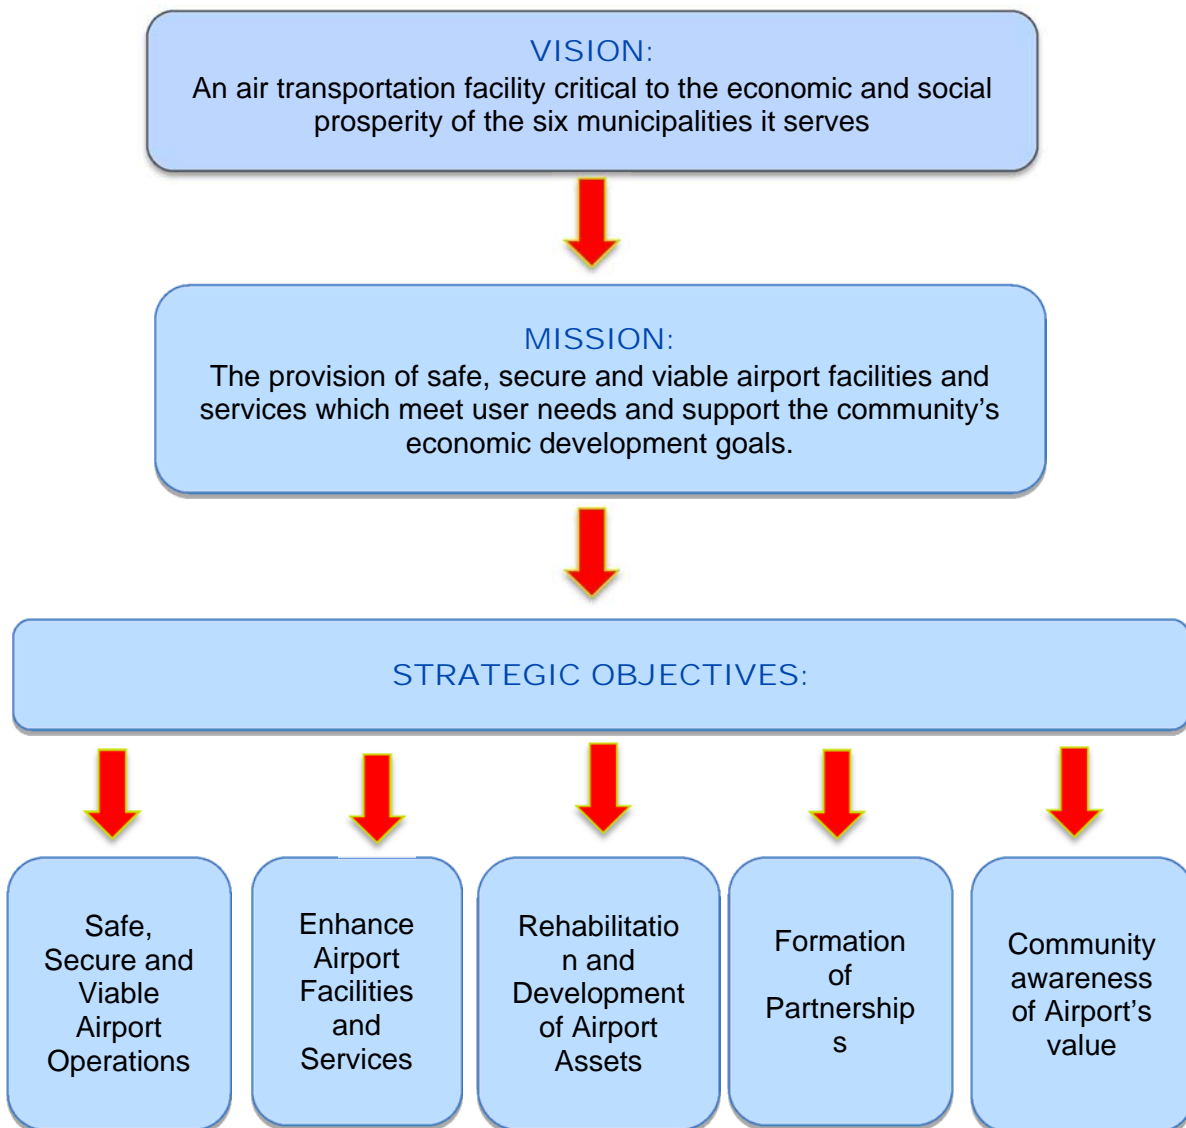 VISION:
An air transportation facility critical to the economic and social
prosperity of the six municipalities it serves
MISSION:
The provision of safe, secure and viable airport facilities and
services which meet user needs and support the community’s
economic development goals.
STRATEGIC OBJECTIVES:
Safe,
Secure and
Viable
Airport
Operations
Enhance
Airport
Facilities
and
Services
Rehabilitatio
n and
Development
of Airport
Assets
Formation
of
Partnership
s
Community
awareness
of Airport’s
value